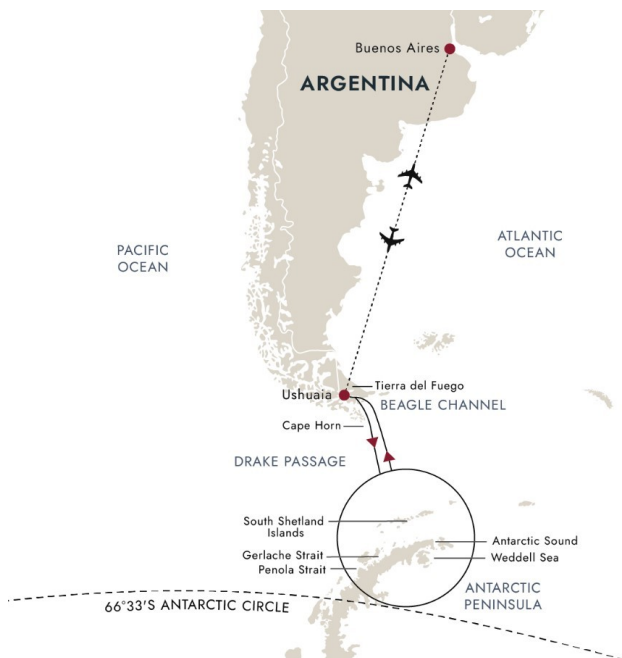 Buenos Aires
ARGENTINA
PACIFIC
OCEAN
ATLANTIC
OCEAN
Tierra del Fuego
Ushuaia
BEAGLE CHANNEL
Cape Horn
DRAKE PASSAGE
South Shetland
Islands
Antarctic Sound
Gerlache Strait
Weddell Sea
Penola Strait
ANTARCTIC
PENINSULA
66°33'S ANTARCTIC CIRCLE